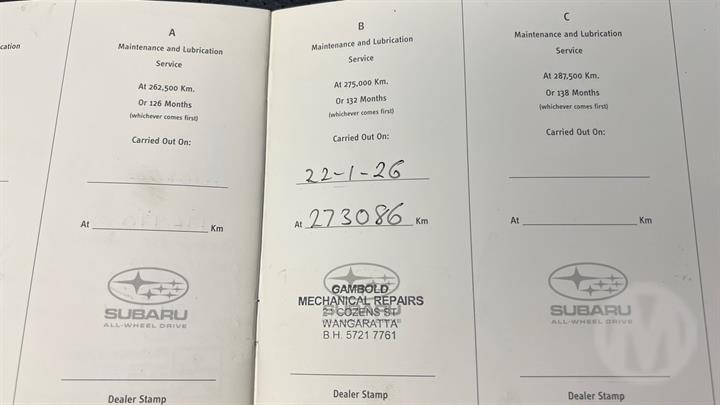 cation
A
Maintenance and Lubrication
Service
At 262,500 Km.
Or 126 Months
(whichever comes first)
Carried Out On:
At Km
SUBARU
ALL-WHEEL DRIVE
Dealer Stamp
B
Maintenance and Lubrication
Service
At 275,000 Km.
Or 132 Months
(whichever comes first)
Carried Out On:
22-1-26
At 273086 Km
GAMBOLD
MECHANICAL REPAIRS
COZENS ST
WANGARATTA
B.H. 5721 7761
SUBARU
Dealer Stamp
C
Maintenance and Lubrication
Service
At 287,500 Km.
Or 138 Months
(whichever comes first)
Carried Out On:
At Km
SUBARU
ALL-WHEEL DRIVE
M
Dealer Stamp